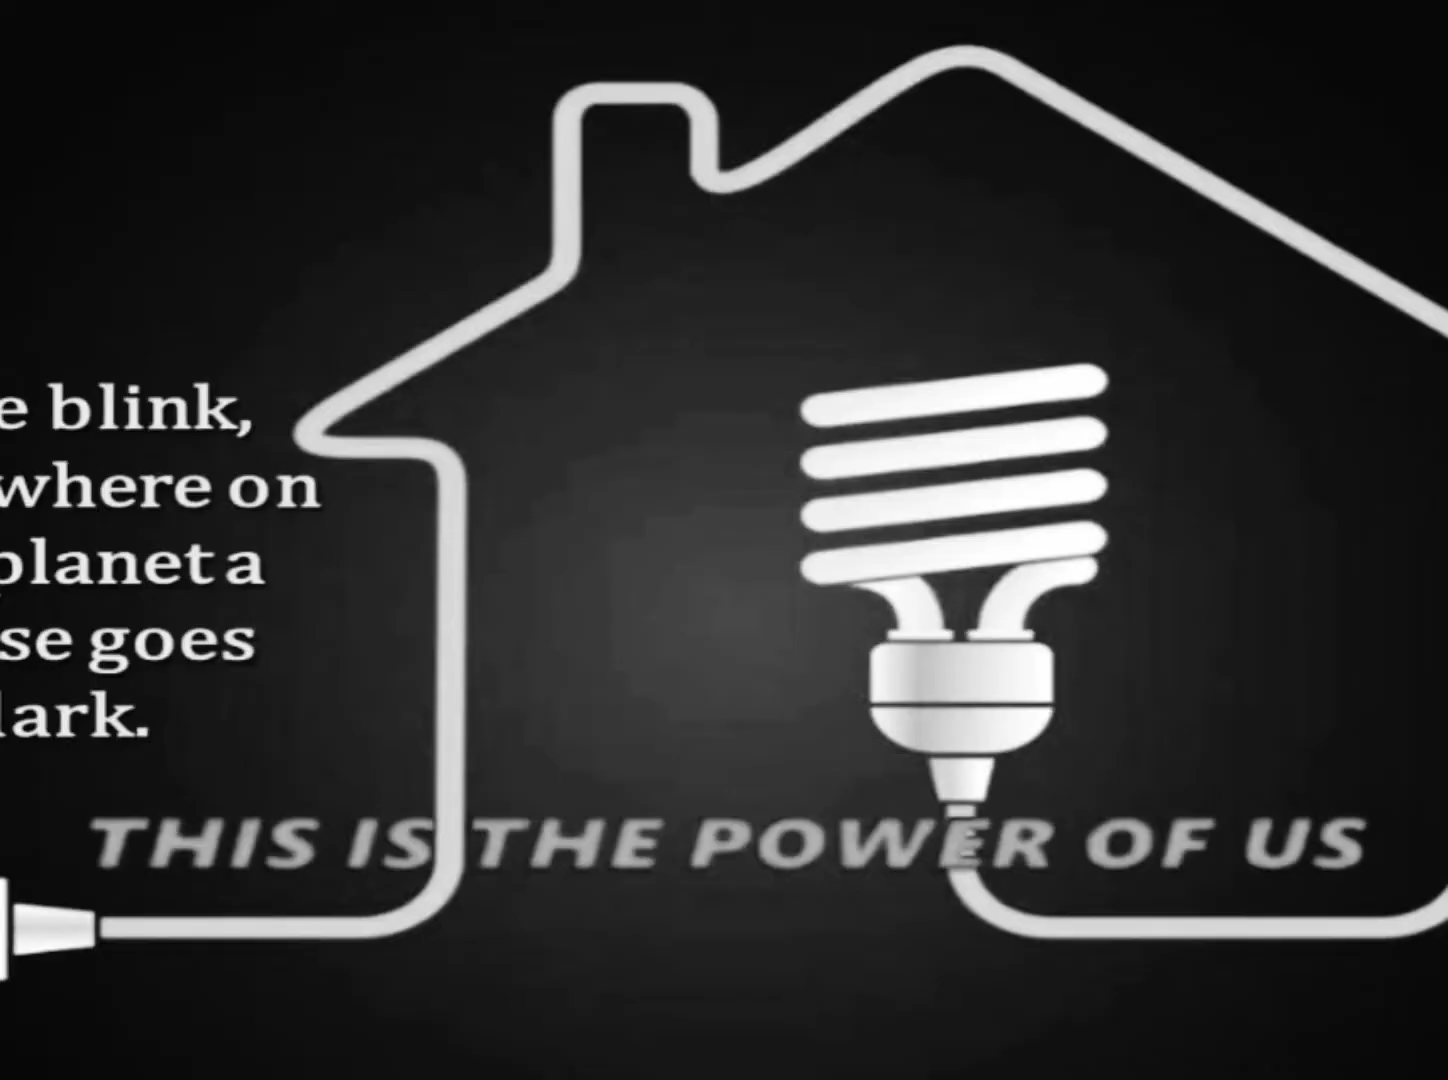 e blink,
where on
planet a
se goes
lark.
THIS IS THE POWER OF US